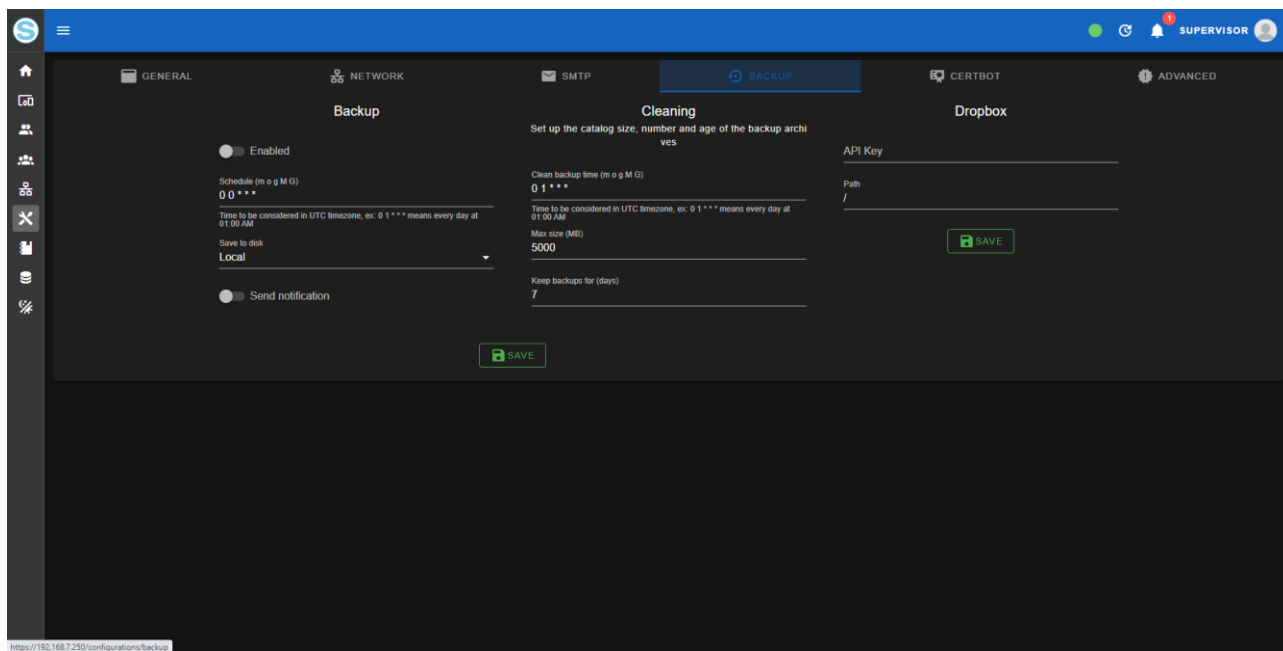 S
1
SUPERVISOR
GENERAL
NETWORK
SMTP
BACKUP
CERTBOT
ADVANCED
Backup
Enabled
Schedule (m o g M G)
0 0 * * *
Time to be considered in UTC timezone, ex: 0 1 * * * means every day at
01:00 AM
Save to disk
Local
Send notification
Cleaning
Set up the catalog size, number and age of the backup archi
ves
Clean backup time (m o g M G)
0 1 * * *
Time to be considered in UTC timezone, ex: 0 1 * * * means every day at
01:00 AM
Max size (MB)
5000
Keep backups for (days)
7
SAVE
Dropbox
API Key
Path
/
SAVE
https://192.168.7.250/configurations/backup